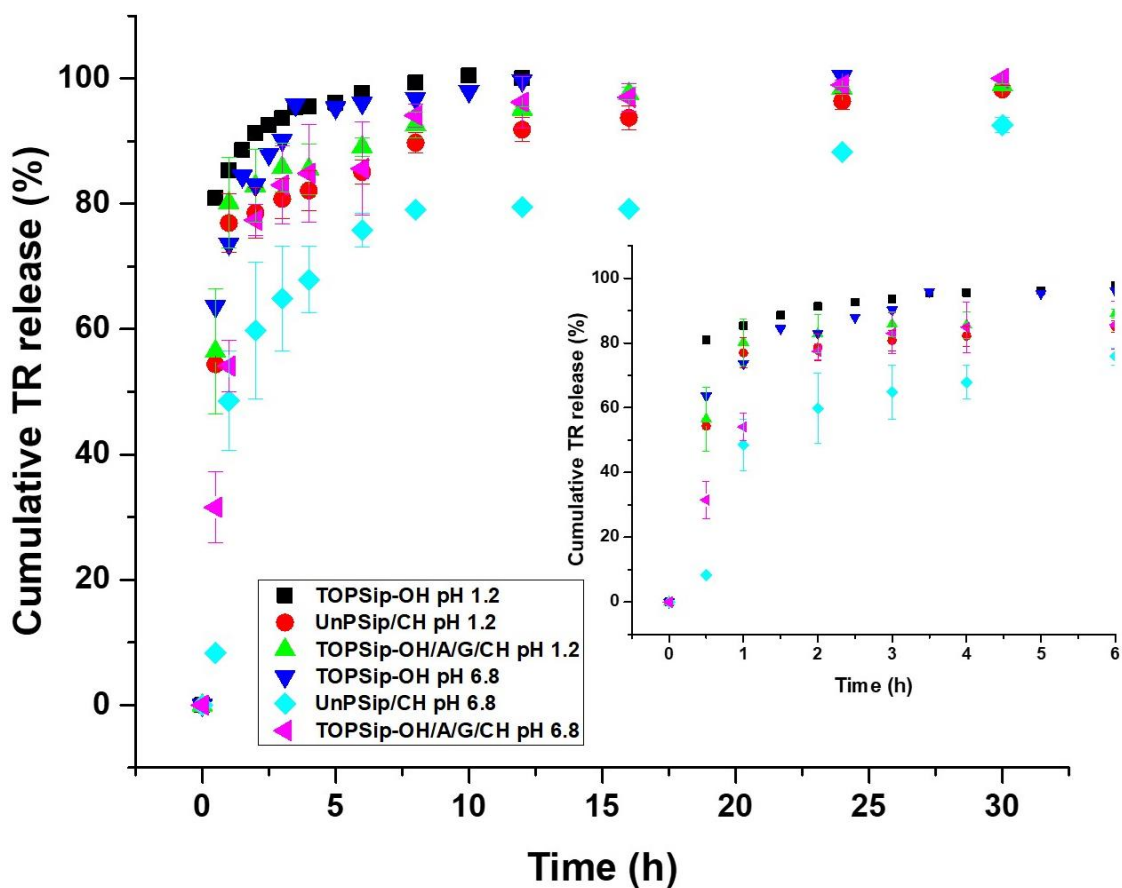 Cumulative TR release (%)
100
80
60
40
20
0
0 5 10 15 20 25 30
Time (h)
TOPSip-OH pH 1.2
UnPSip/CH pH 1.2
TOPSip-OH/A/G/CH pH 1.2
TOPSip-OH pH 6.8
UnPSip/CH pH 6.8
TOPSip-OH/A/G/CH pH 6.8
Cumulative TR release (%)
100
80
60
40
20
0
0 1 2 3 4 5 6
Time (h)